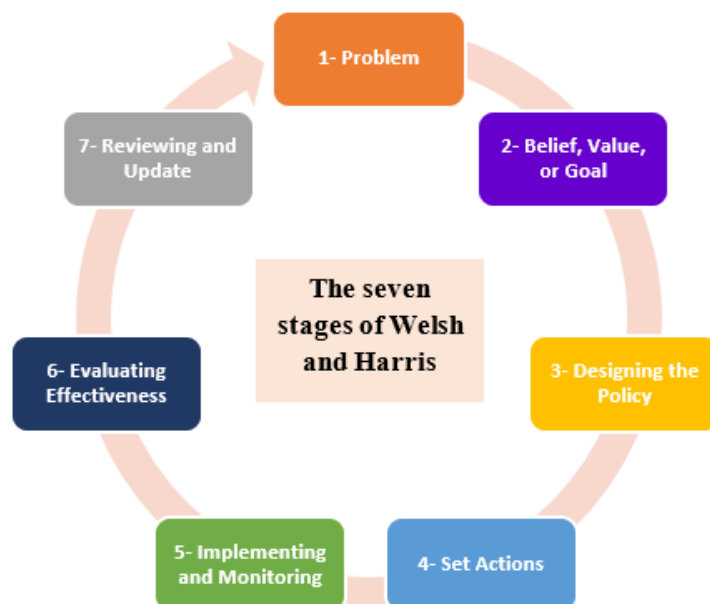 1- Problem
2- Belief, Value,
or Goal
3- Designing the
Policy
4- Set Actions
5- Implementing
and Monitoring
6- Evaluating
Effectiveness
7- Reviewing and
Update
The seven
stages of Welsh
and Harris